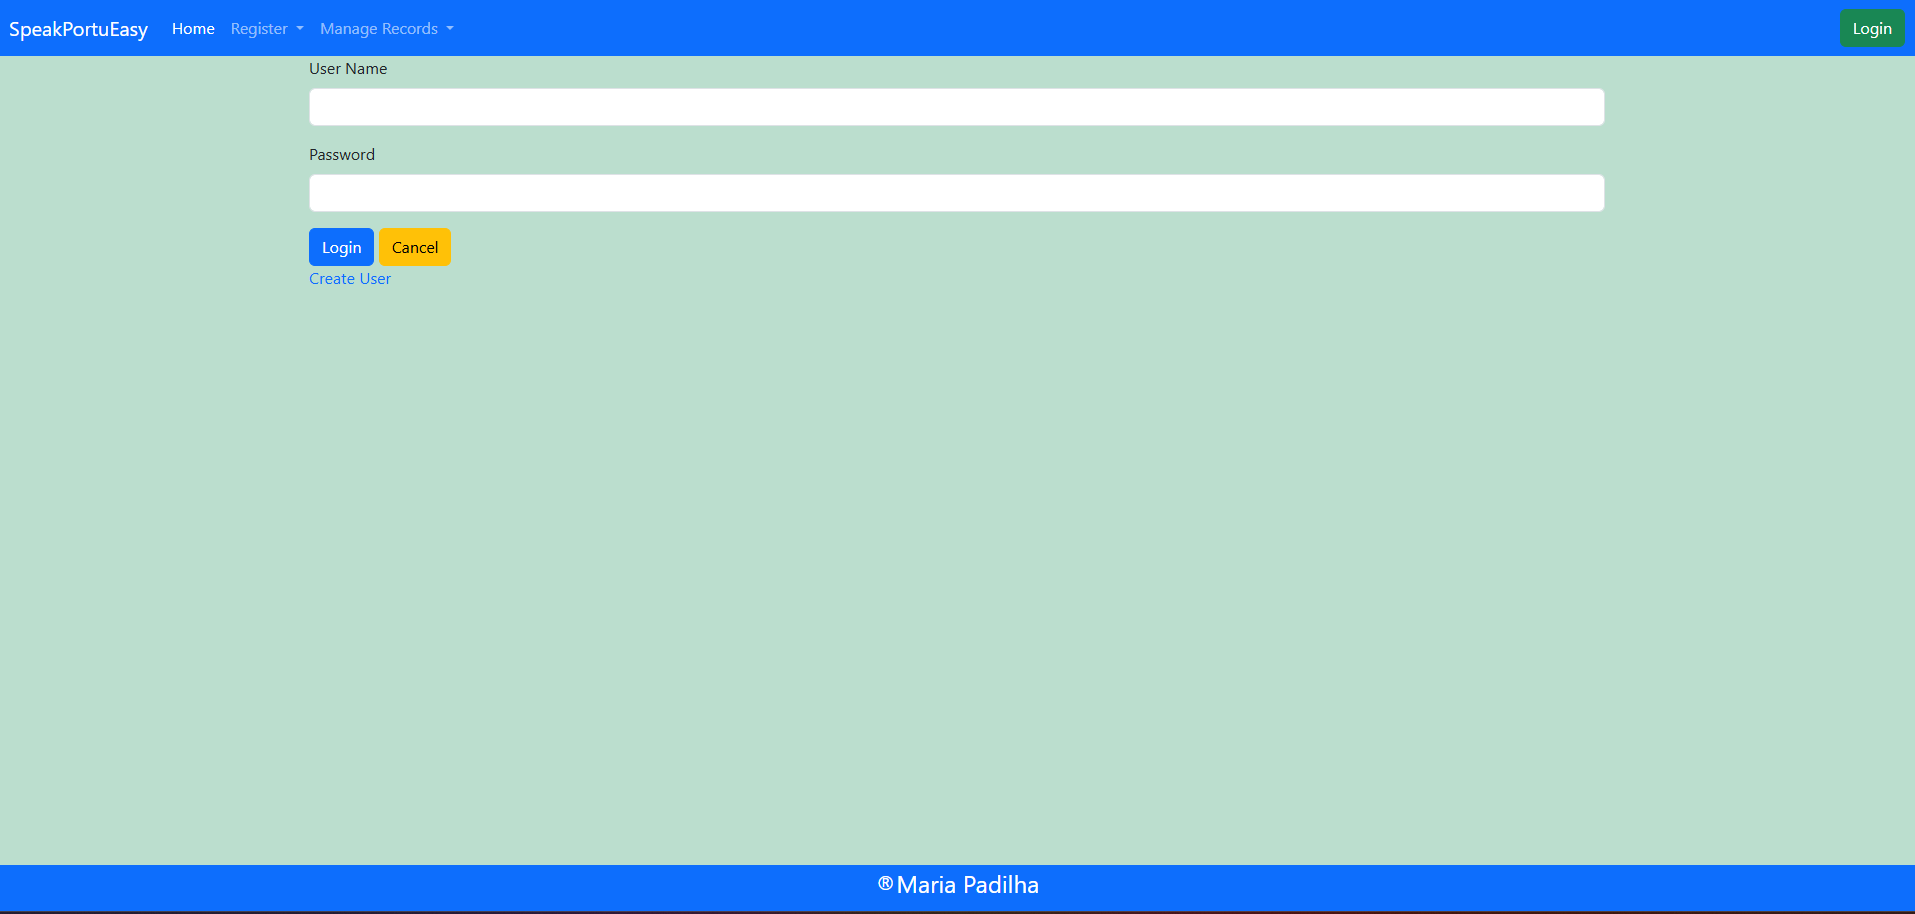 SpeakPortuEasy Home Register Manage Records Login
User Name
Password
Login Cancel
Create User
®Maria Padilha